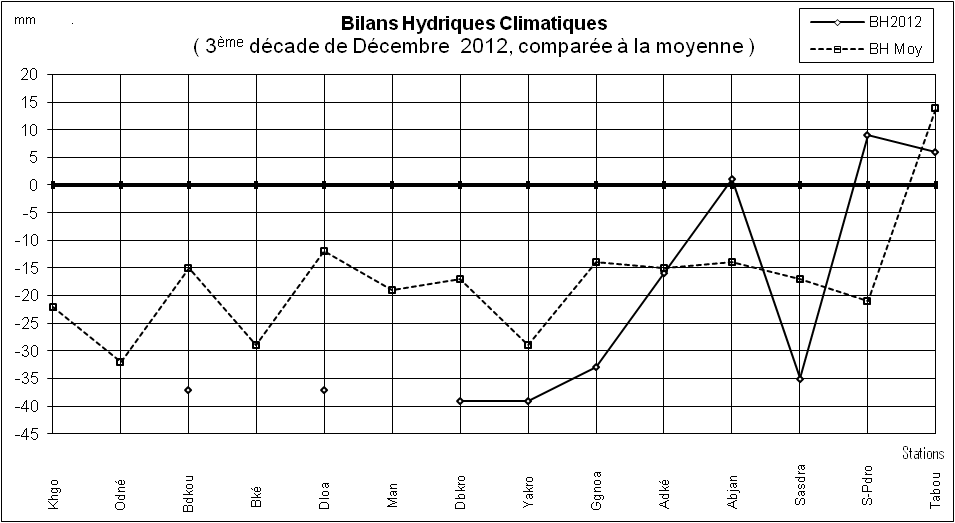 mm .
Bilans Hydriques Climatiques
( 3ème décade de Décembre 2012, comparée à la moyenne )
BH2012
BH Moy
20
15
10
5
0
-5
-10
-15
-20
-25
-30
-35
-40
-45
Stations
Khgo
Odné
Bdkou
Bké
Dloa
Man
Dbkro
Yakro
Ggnoa
Adké
Abjan
Sasdra
S-Pdro
Tabou